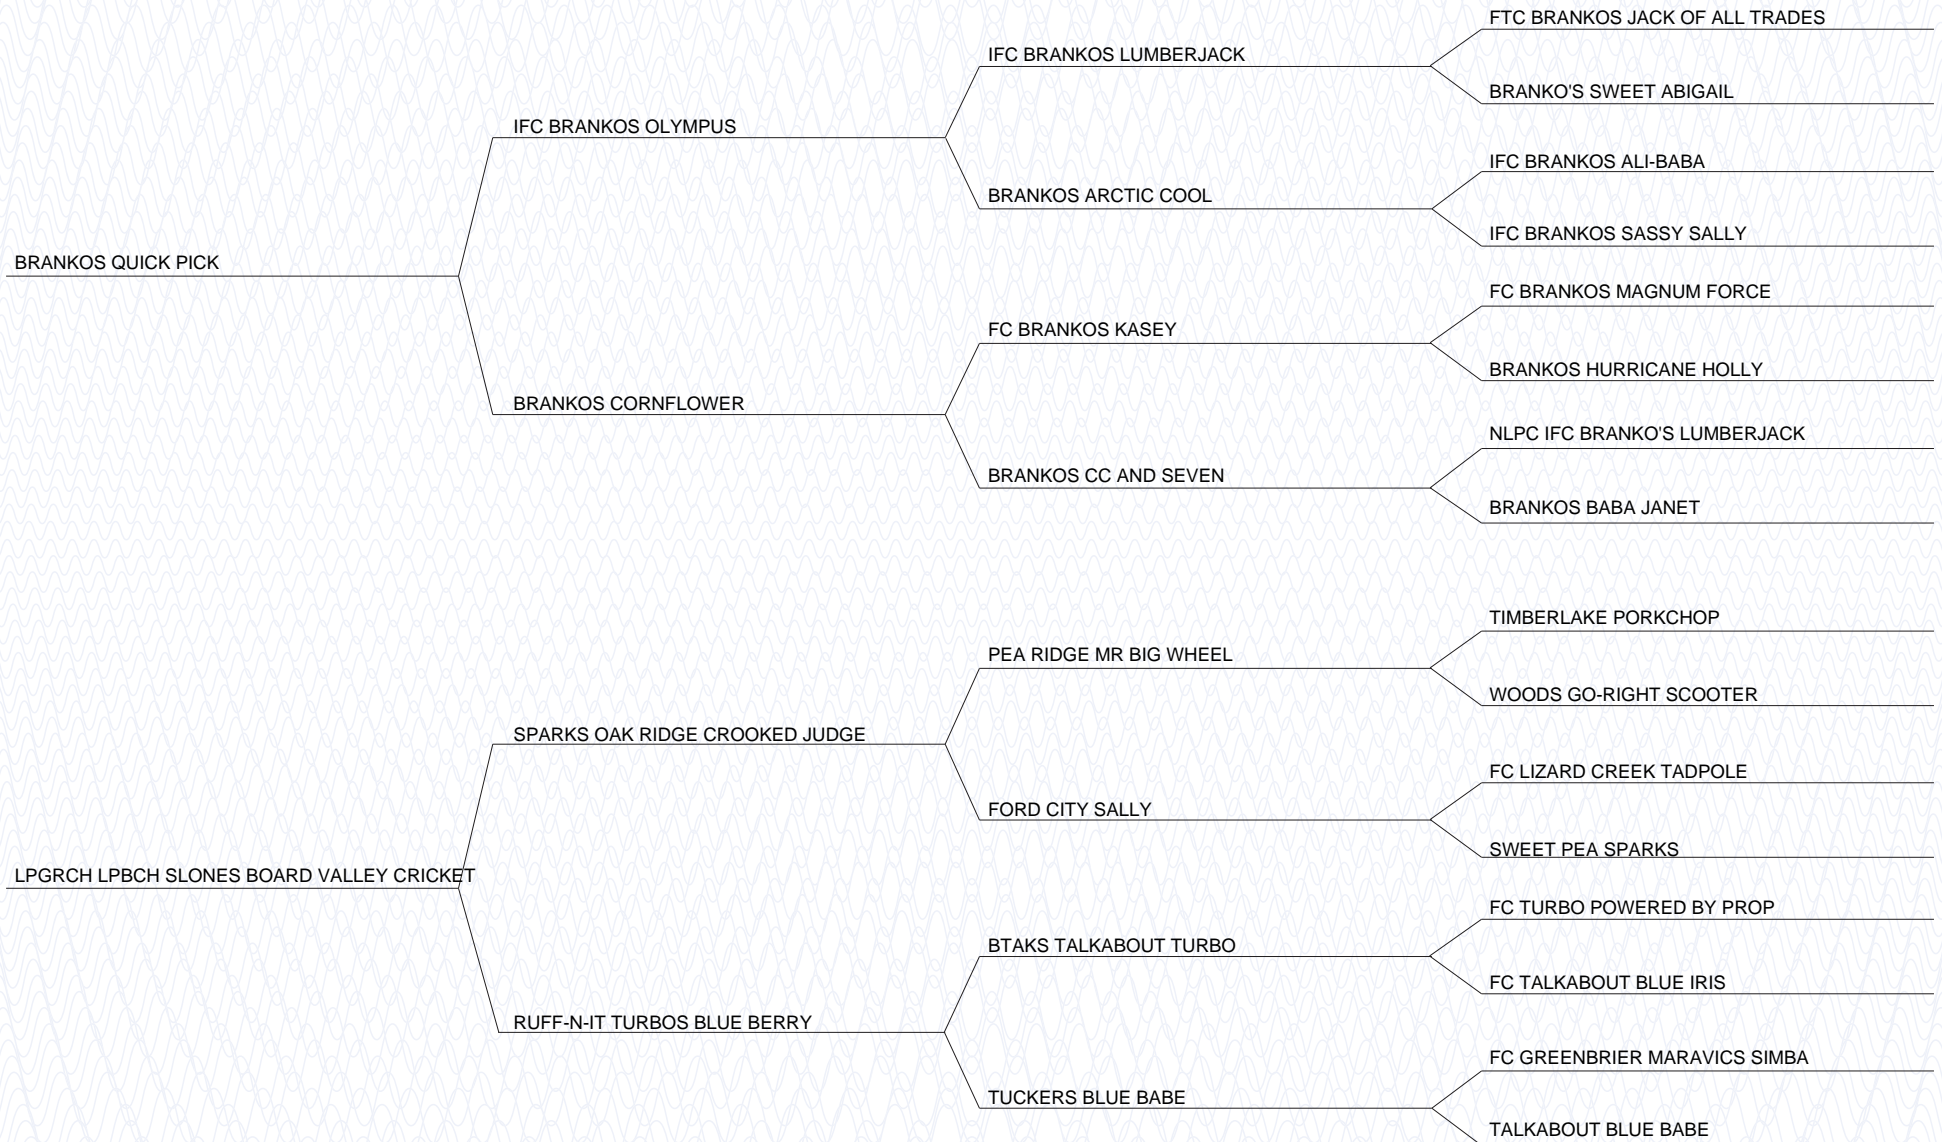 FTC BRANKOS JACK OF ALL TRADES
IFC BRANKOS LUMBERJACK
BRANKO'S SWEET ABIGAIL
IFC BRANKOS OLYMPUS
IFC BRANKOS ALI-BABA
BRANKOS ARCTIC COOL
IFC BRANKOS SASSY SALLY
BRANKOS QUICK PICK
FC BRANKOS MAGNUM FORCE
FC BRANKOS KASEY
BRANKOS HURRICANE HOLLY
BRANKOS CORNFLOWER
NLPC IFC BRANKO'S LUMBERJACK
BRANKOS CC AND SEVEN
BRANKOS BABA JANET
TIMBERLAKE PORKCHOP
PEA RIDGE MR BIG WHEEL
WOODS GO-RIGHT SCOOTER
SPARKS OAK RIDGE CROOKED JUDGE
FC LIZARD CREEK TADPOLE
FORD CITY SALLY
SWEET PEA SPARKS
LPGRCH LPBCH SLONES BOARD VALLEY CRICKET
FC TURBO POWERED BY PROP
BTAKS TALKABOUT TURBO
FC TALKABOUT BLUE IRIS
RUFF-N-IT TURBOS BLUE BERRY
FC GREENBRIER MARAVICS SIMBA
TUCKERS BLUE BABE
TALKABOUT BLUE BABE